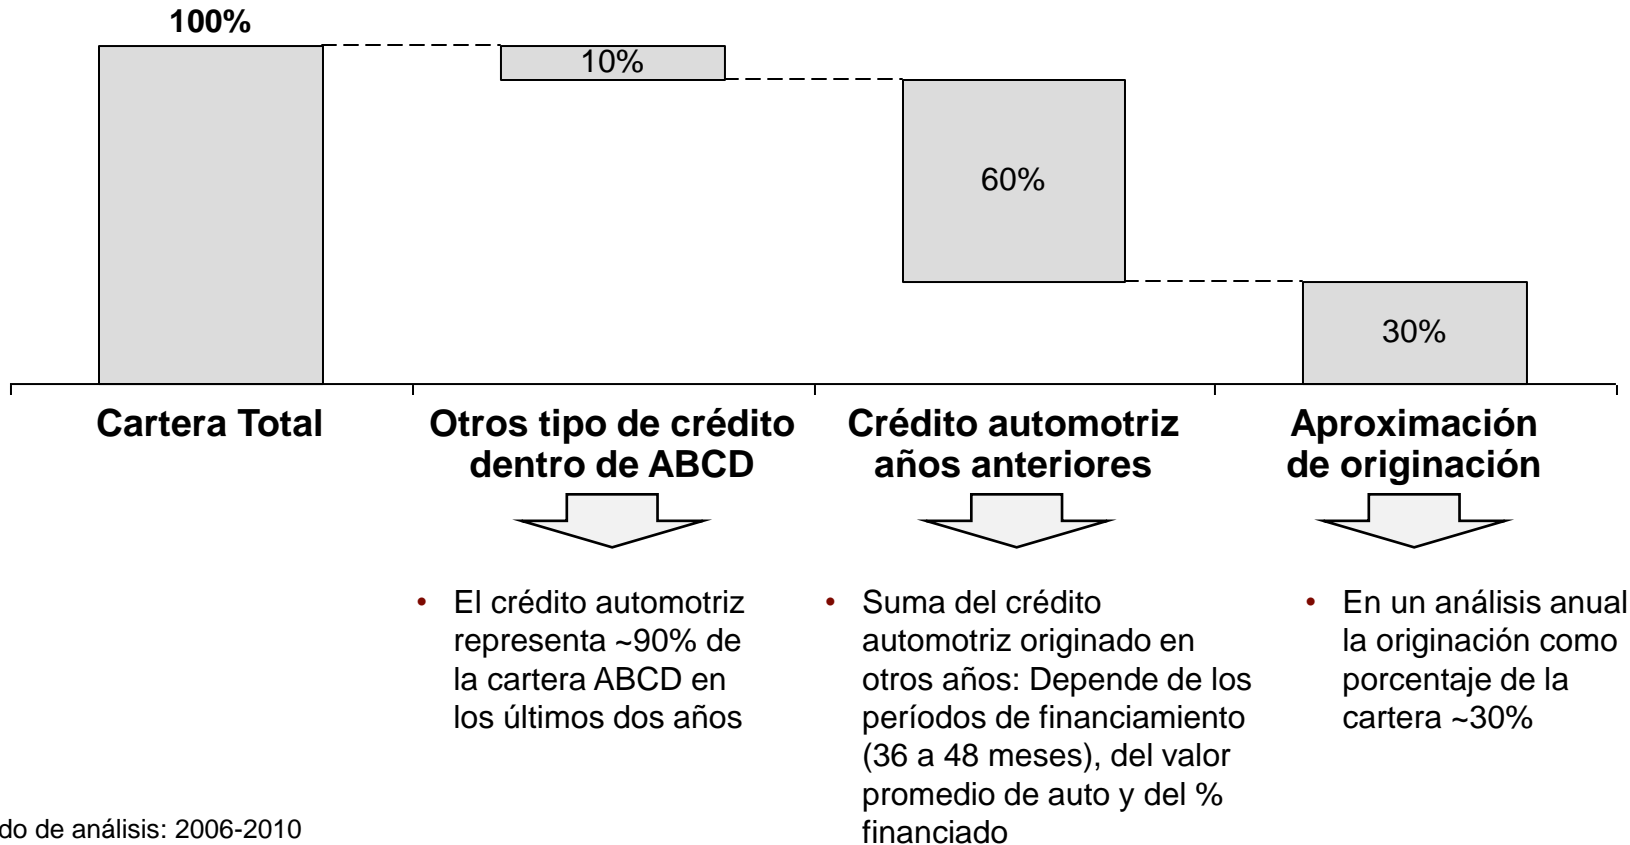 100%
10%
60%
30%
Cartera Total
Otros tipo de crédito
dentro de ABCD
Crédito automotriz
años anteriores
Aproximación
de originación
• El crédito automotriz
representa ~90% de
la cartera ABCD en
los últimos dos años
• Suma del crédito
automotriz originado en
otros años: Depende de los
períodos de financiamiento
(36 a 48 meses), del valor
promedio de auto y del %
financiado
• En un análisis anual
la originación como
porcentaje de la
cartera ~30%
do de análisis: 2006-2010